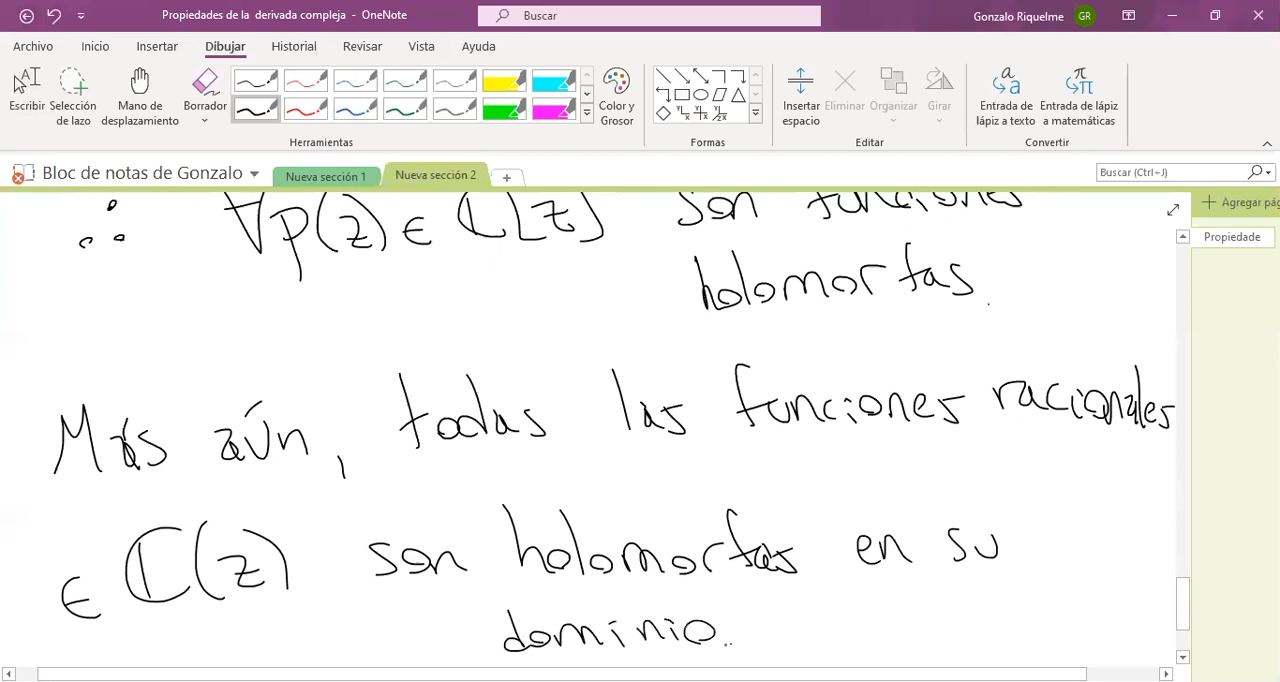 Propiedades de la derivada compleja - OneNote
Buscar
Gonzalo Riquelme GR
Archivo Inicio Insertar Dibujar Historial Revisar Vista Ayuda
Escribir Selección de lazo Mano de desplazamiento Borrador Color y Grosor Insertar espacio Eliminar Organizar Girar Entrada de lápiz a texto Entrada de lápiz a matemáticas
Herramientas Formas Editar Convertir
Bloc de notas de Gonzalo Nueva sección 1 Nueva sección 2 Buscar (Ctrl+J)
Agregar pág
Propiedade
∴ ∀p(z) ∈ ℂ[z] son funciones
holomorfas.
Más aún, todas las funciones racionales
∈ ℂ(z) son holomorfas en su
dominio.